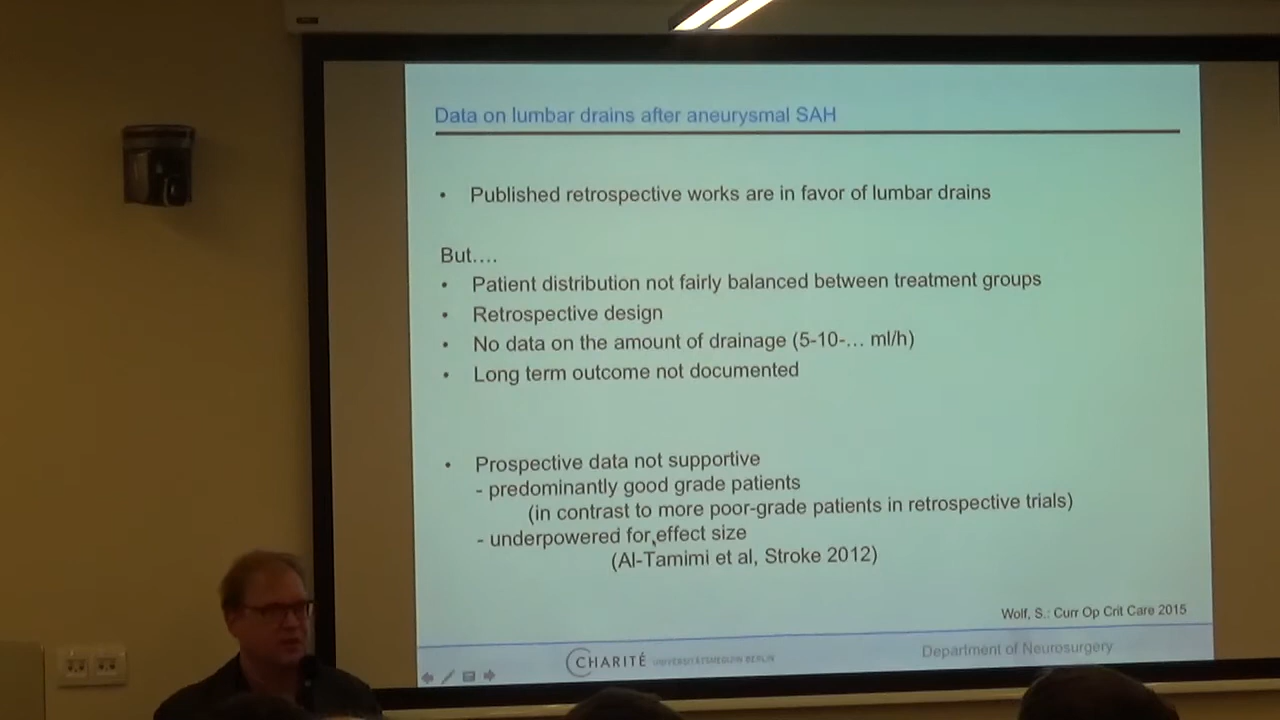 Data on lumbar drains after aneurysmal SAH
• Published retrospective works are in favor of lumbar drains
But....
• Patient distribution not fairly balanced between treatment groups
• Retrospective design
• No data on the amount of drainage (5-10-... ml/h)
• Long term outcome not documented
• Prospective data not supportive
- predominantly good grade patients
(in contrast to more poor-grade patients in retrospective trials)
- underpowered for effect size
(Al-Tamimi et al, Stroke 2012)
Wolf, S.: Curr Op Crit Care 2015
CHARITÉ UNIVERSITÄTSMEDIZIN BERLIN
Department of Neurosurgery